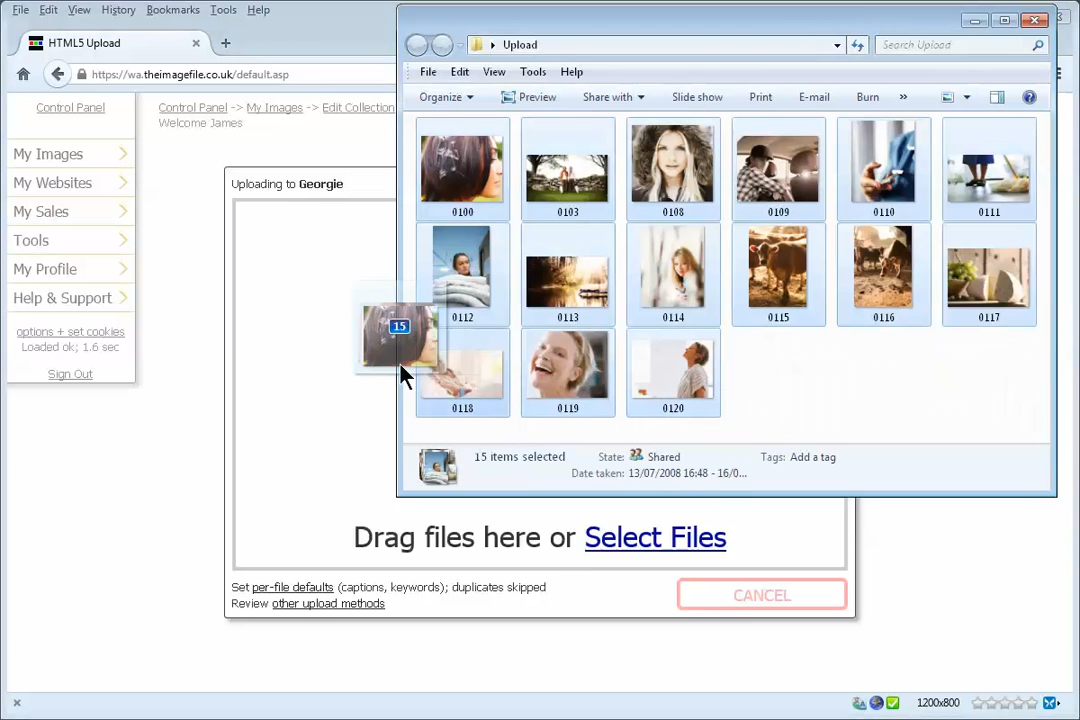 File Edit View History Bookmarks Tools Help
HTML5 Upload
https://wa.theimagefile.co.uk/default.asp
Control Panel
My Images
My Websites
My Sales
Tools
My Profile
Help & Support
options + set cookies
Loaded ok; 1.6 sec
Sign Out
Control Panel -> My Images -> Edit Collection
Welcome James
Uploading to Georgie
Upload
Search Upload
File Edit View Tools Help
Organize Preview Share with Slide show Print E-mail Burn »
0100 0103 0108 0109 0110 0111
0112 0113 0114 0115 0116 0117
15
0118 0119 0120
15 items selected State: Shared Tags: Add a tag
Date taken: 13/07/2008 16:48 - 16/0...
Drag files here or Select Files
Set per-file defaults (captions, keywords); duplicates skipped
Review other upload methods
CANCEL
1200x800